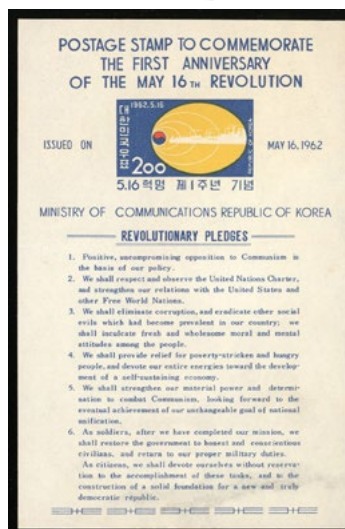 POSTAGE STAMP TO COMMEMORATE
THE FIRST ANNIVERSARY
OF THE MAY 16TH REVOLUTION
1962.5.16
대한민국우표
200
ISSUED ON
MAY 16, 1962
5.16 혁명 제1주년 기념
MINISTRY OF COMMUNICATIONS REPUBLIC OF KOREA
REVOLUTIONARY PLEDGES
1. Positive, uncompromising opposition to Communism is
the basis of our policy.
2. We shall respect and observe the United Nations Charter,
and strengthen our relations with the United States and
other Free World Nations.
3. We shall eliminate corruption, and eradicate other social
evils which had become prevalent in our country; we
shall inculcate fresh and wholesome moral and mental
attitudes among the people.
4. We shall provide relief for poverty-stricken and hungry
people, and devote our entire energies toward the develop-
ment of a self-sustaining economy.
5. We shall strengthen our material power and determi-
nation to combat Communism, looking forward to the
eventual achievement of our unchangeable goal of national
unification.
6. As soldiers, after we have completed our mission, we
shall restore the government to honest and conscientious
civilians, and return to our proper military duties.
As citizens, we shall devote ourselves without reserva-
tion to the accomplishment of these tasks, and to the
construction of a solid foundation for a new and truly
democratic republic.